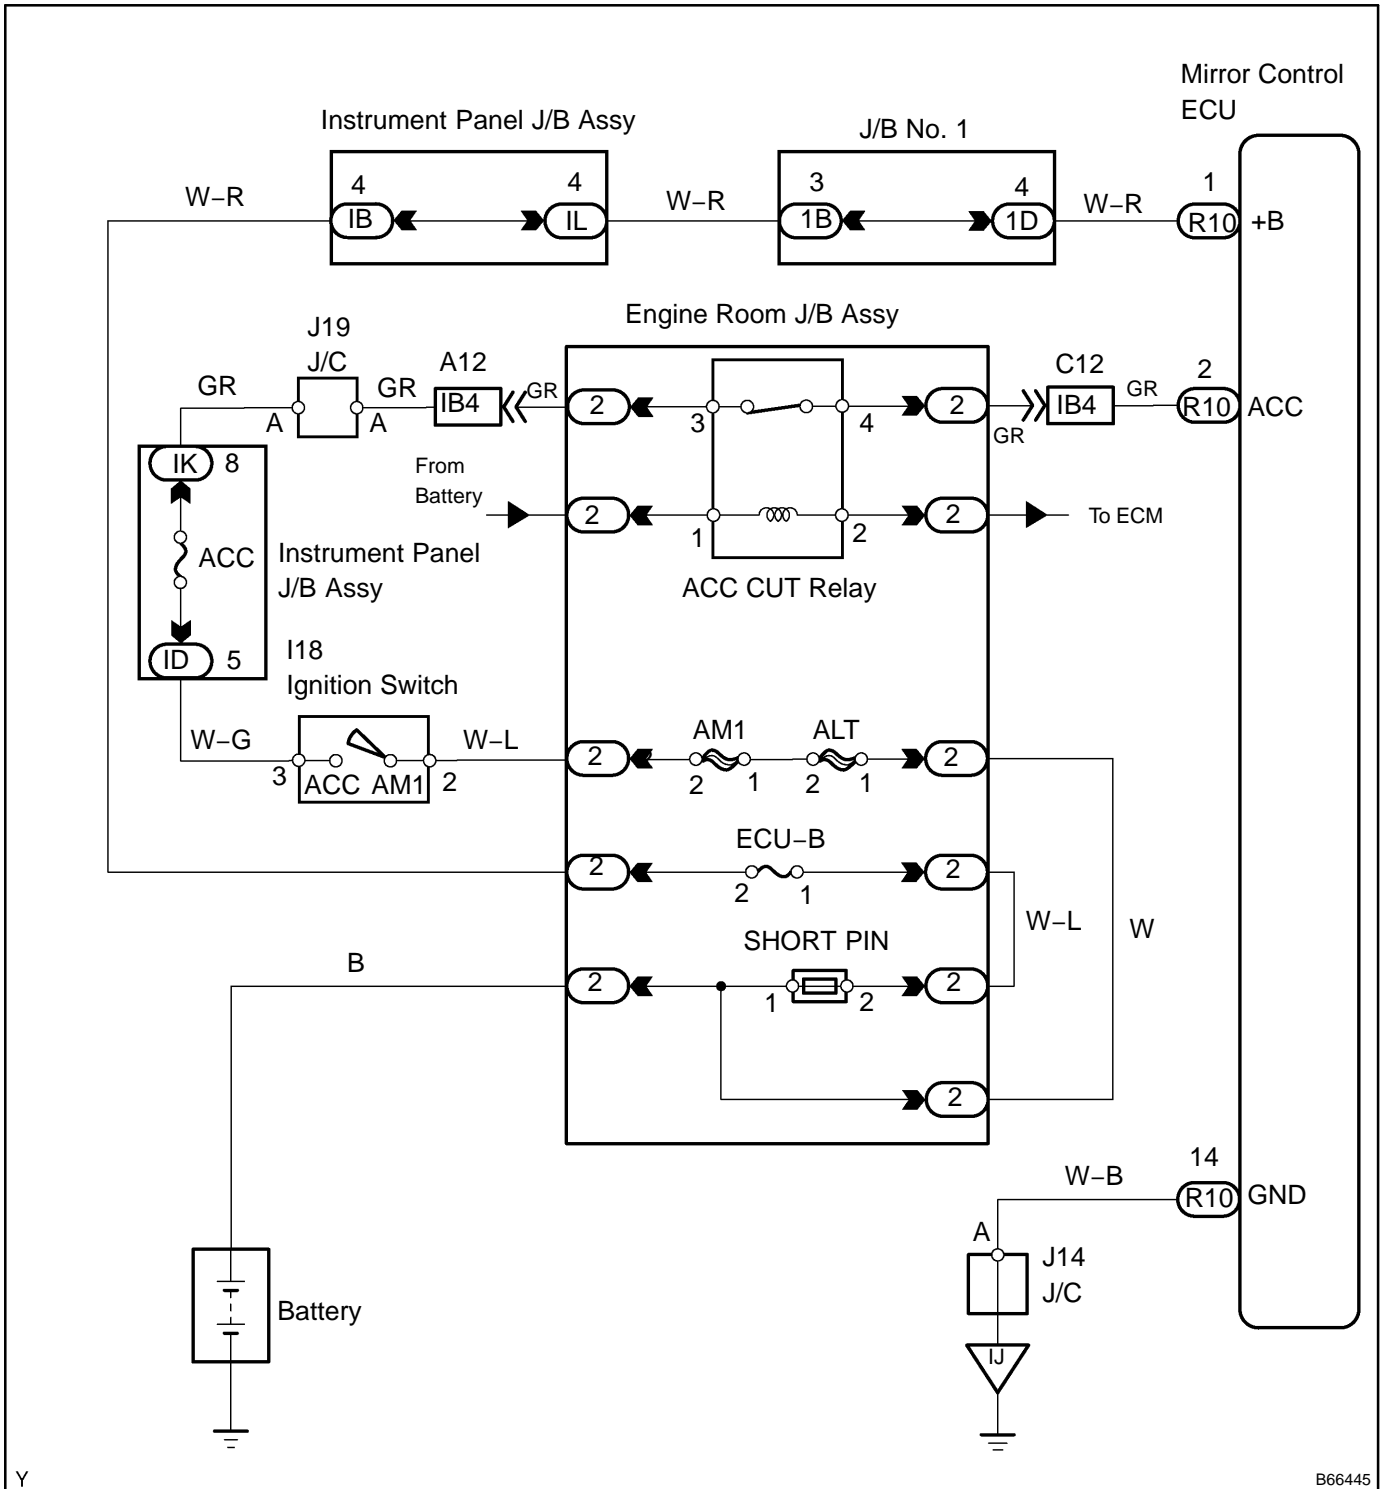 Mirror Control
ECU
Instrument Panel J/B Assy
J/B No. 1
W–R
4
IB
4
IL
W–R
3
1B
4
1D
W–R
1
R10
+B
Engine Room J/B Assy
J19
J/C
A12
C12
2
GR
A
A
GR
IB4
GR
2
3
4
2
GR
IB4
GR
R10
ACC
IK
8
From
Battery
2
1
2
2
To ECM
ACC
Instrument Panel
J/B Assy
ACC CUT Relay
ID
5
I18
Ignition Switch
W–G
3
ACC
AM1
2
W–L
2
AM1
2
1
ALT
2
1
2
ECU–B
2
2
1
2
W–L
W
SHORT PIN
B
2
1
2
2
2
14
W–B
R10
GND
A
J14
J/C
IJ
Battery
Y
B66445